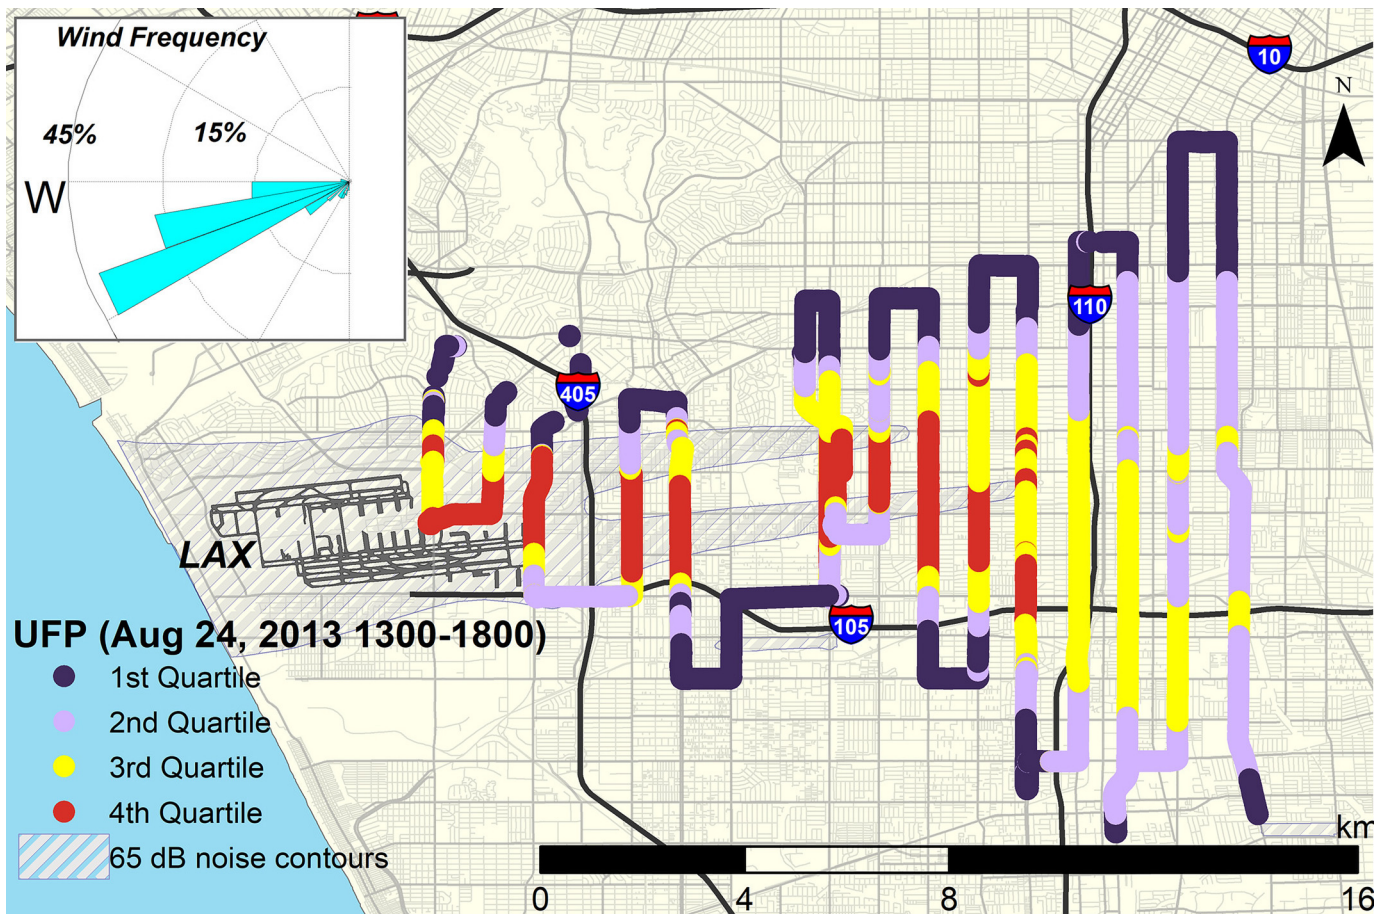 Wind Frequency
45%
15%
W
10
N
110
405
LAX
105
UFP (Aug 24, 2013 1300-1800)
1st Quartile
2nd Quartile
3rd Quartile
4th Quartile
65 dB noise contours
km
0 4 8 16